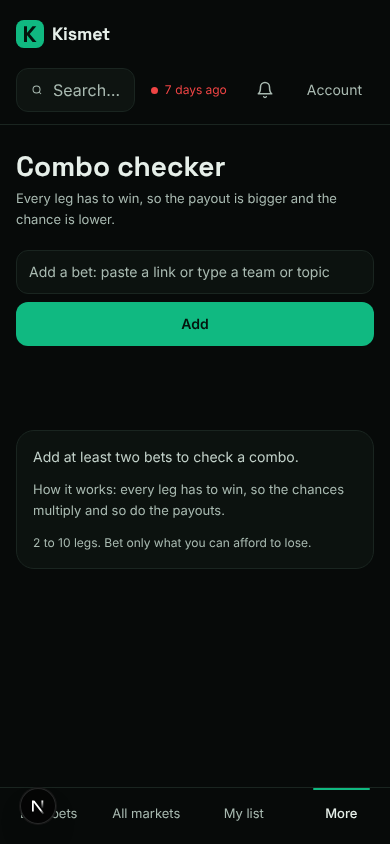 Kismet
Search...
7 days ago
Account
Combo checker
Every leg has to win, so the payout is bigger and the
chance is lower.
Add a bet: paste a link or type a team or topic
Add
Add at least two bets to check a combo.
How it works: every leg has to win, so the chances
multiply and so do the payouts.
2 to 10 legs. Bet only what you can afford to lose.
bets
All markets
My list
More